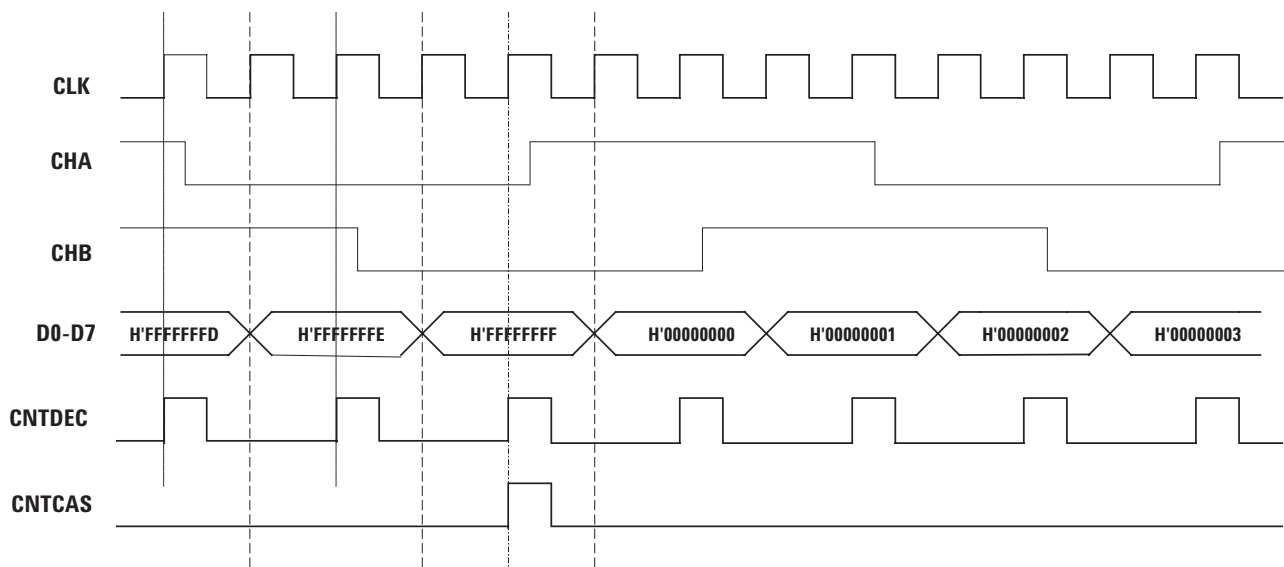 CLK
CHA
CHB
D0-D7 H'FFFFFFFD H'FFFFFFFE H'FFFFFFFF H'00000000 H'00000001 H'00000002 H'00000003
CNTDEC
CNTCAS